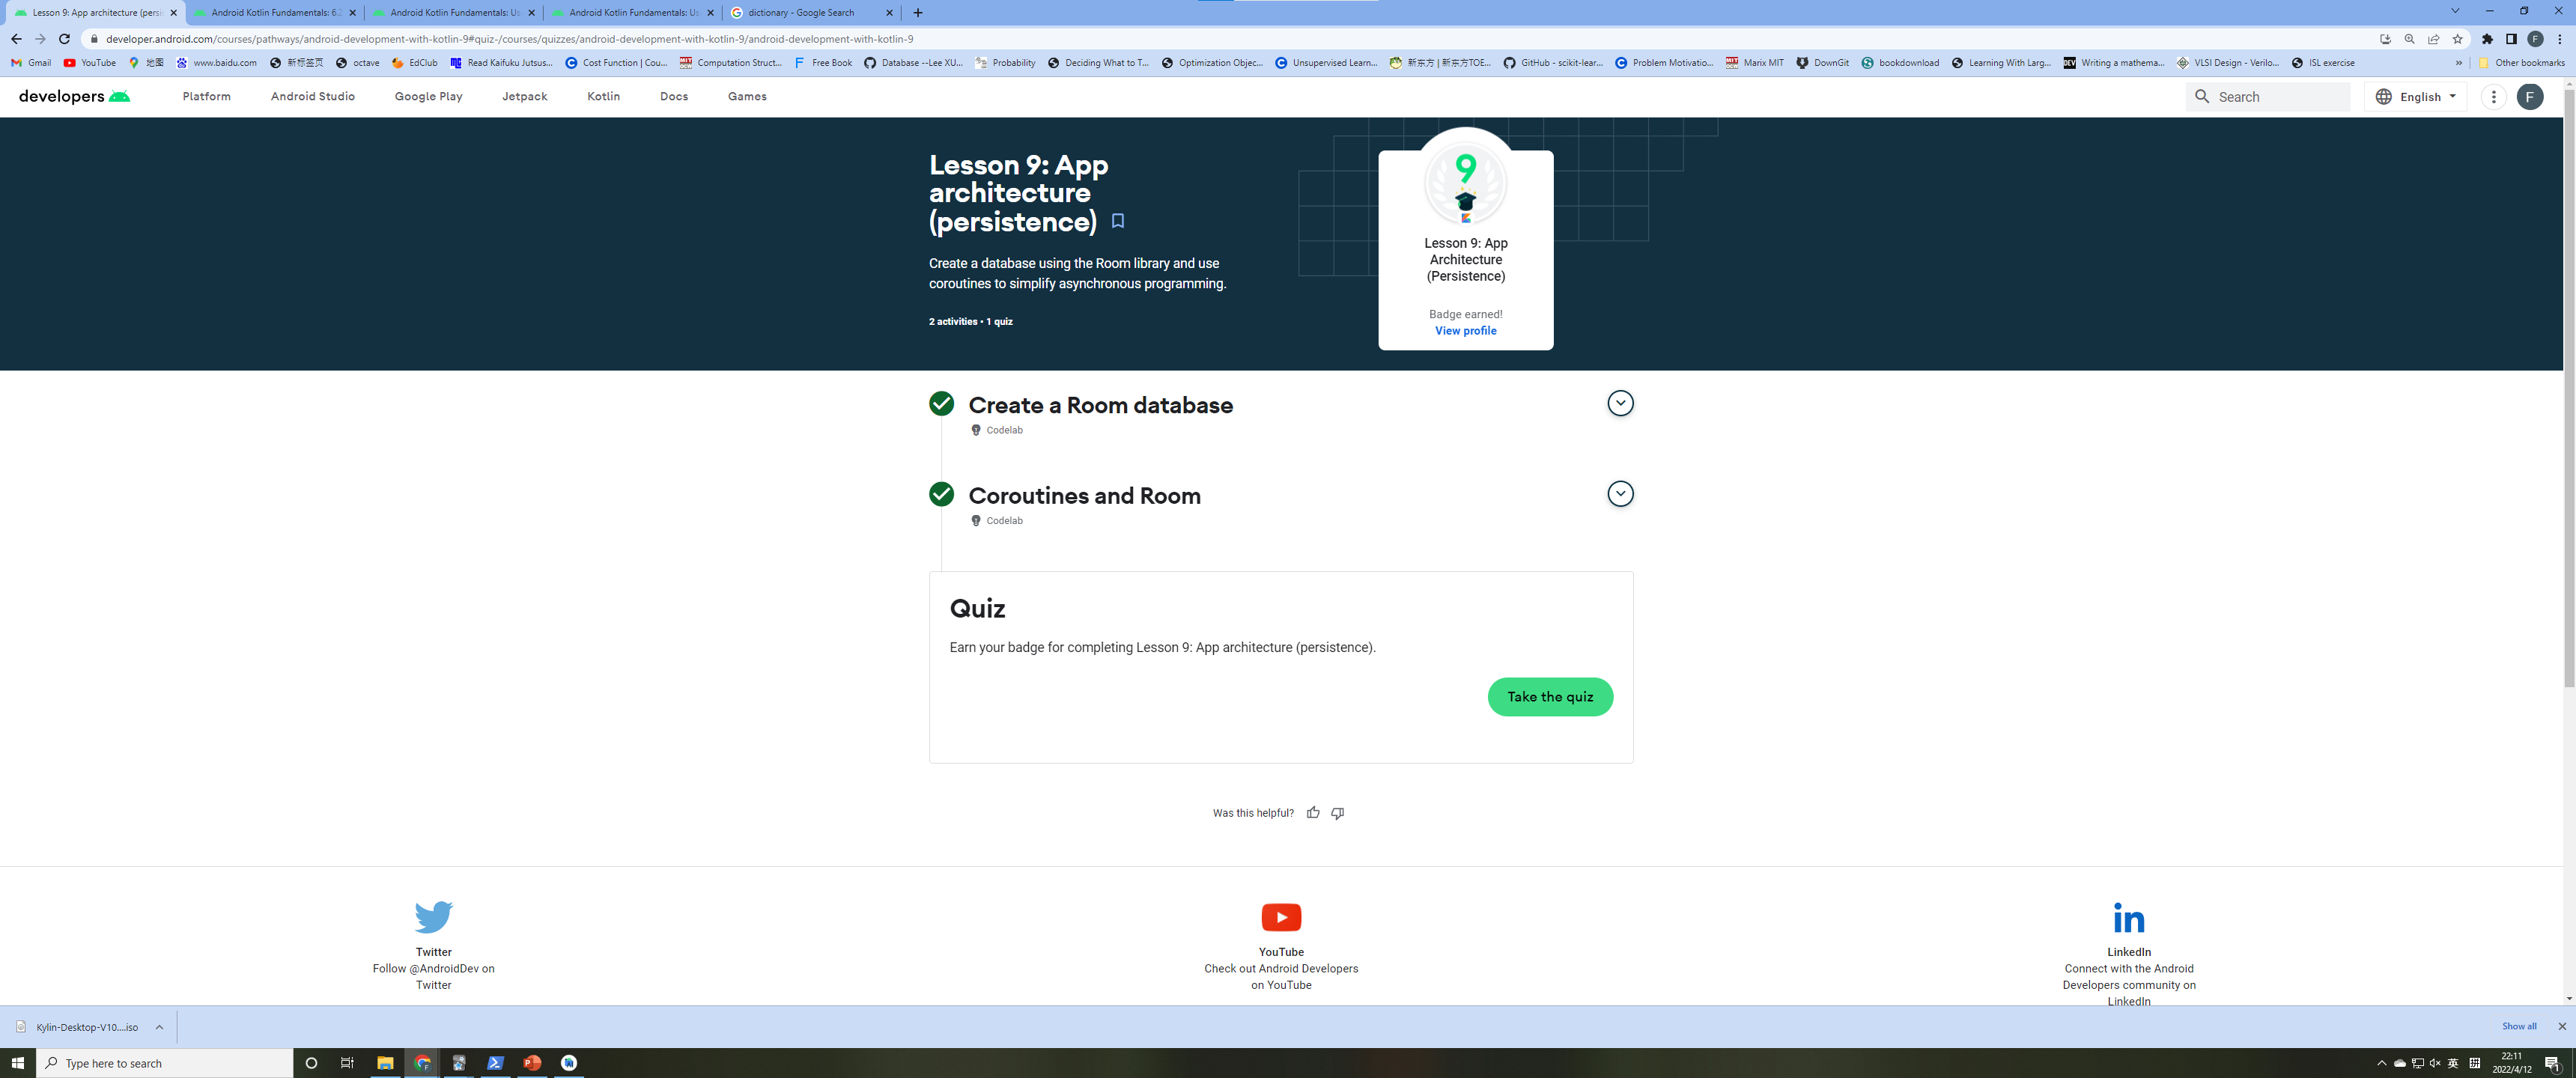 Lesson 9: App architecture (persis
Android Kotlin Fundamentals: 6.2
Android Kotlin Fundamentals: Us
Android Kotlin Fundamentals: Us
dictionary - Google Search
developer.android.com/courses/pathways/android-development-with-kotlin-9#quiz-/courses/quizzes/android-development-with-kotlin-9/android-development-with-kotlin-9
F
Gmail
YouTube
地图
www.baidu.com
新标签页
octave
EdClub
Read Kaifuku Jutsus...
Cost Function | Cou...
Computation Struct...
Free Book
Database --Lee XU...
Probability
Deciding What to T...
Optimization Objec...
Unsupervised Learn...
新东方 | 新东方TOE...
GitHub - scikit-lear...
Problem Motivatio...
Marix MIT
DownGit
bookdownload
Learning With Larg...
Writing a mathema...
VLSI Design - Verilo...
ISL exercise
»
Other bookmarks
developers
Platform
Android Studio
Google Play
Jetpack
Kotlin
Docs
Games
Search
English
F
Lesson 9: App
architecture
(persistence)
Create a database using the Room library and use
coroutines to simplify asynchronous programming.
2 activities • 1 quiz
9
Lesson 9: App
Architecture
(Persistence)
Badge earned!
View profile
Create a Room database
Codelab
Coroutines and Room
Codelab
Quiz
Earn your badge for completing Lesson 9: App architecture (persistence).
Take the quiz
Was this helpful?
Twitter
Follow @AndroidDev on
Twitter
YouTube
Check out Android Developers
on YouTube
LinkedIn
Connect with the Android
Developers community on
LinkedIn
Kylin-Desktop-V10....iso
Show all
Type here to search
英
22:11
2022/4/12
1